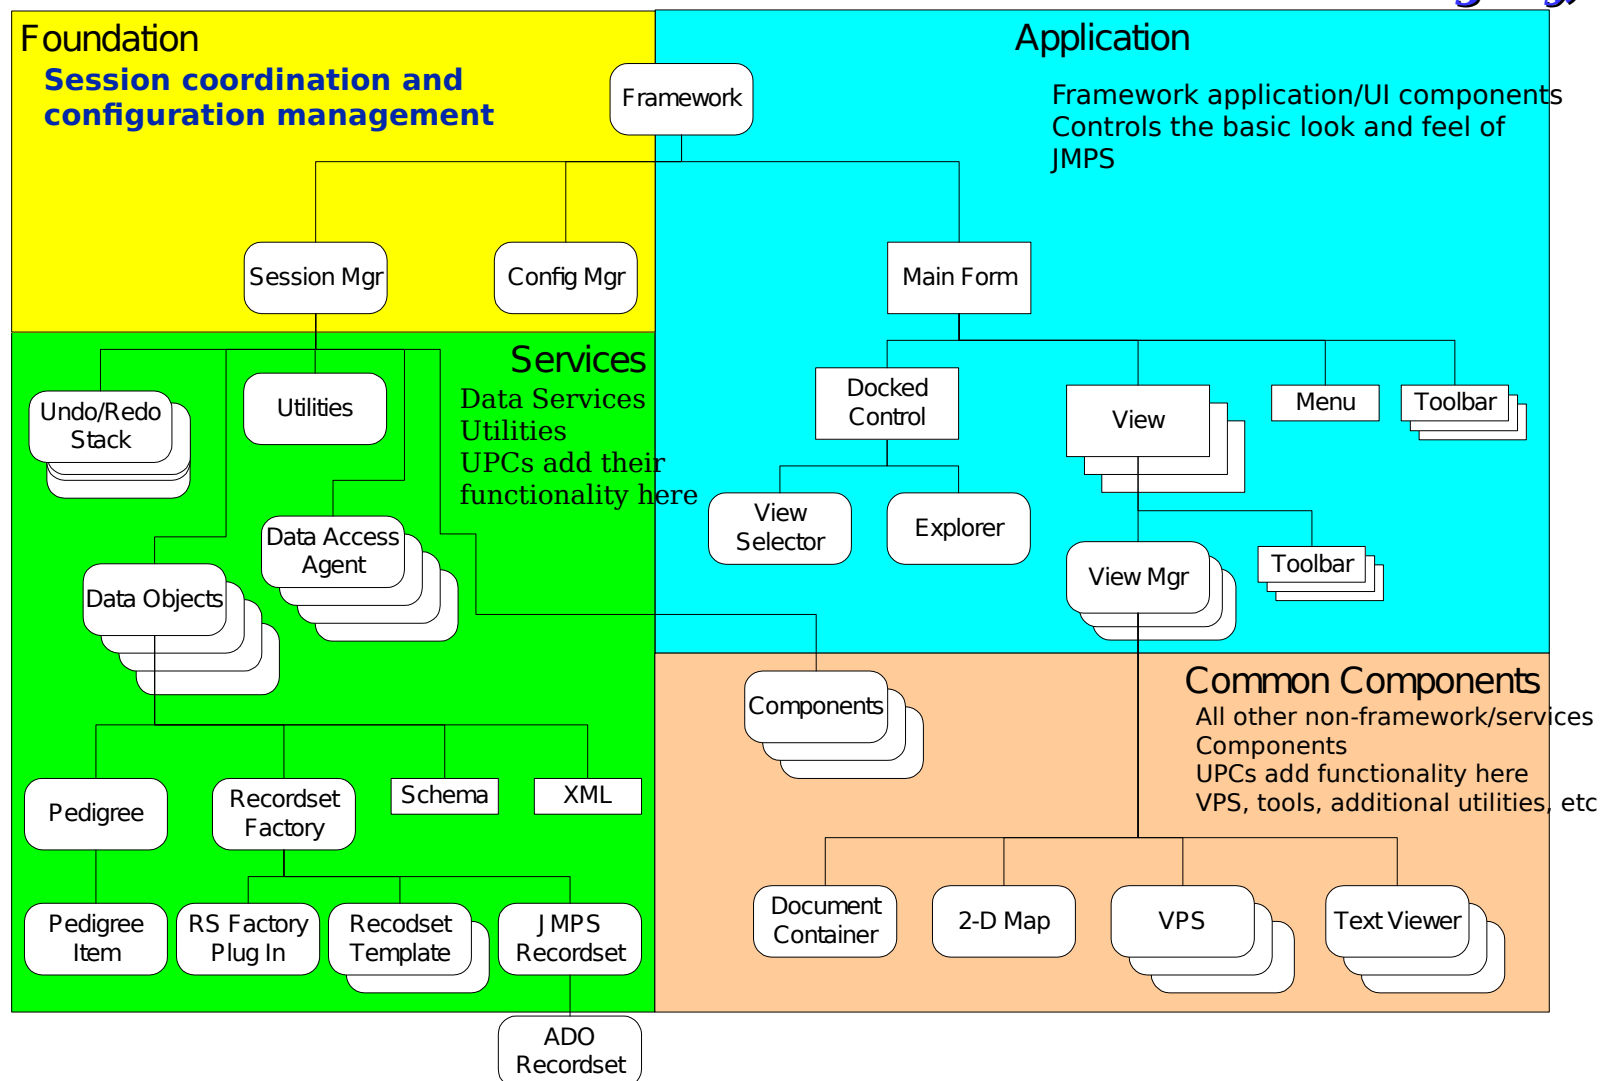 Foundation
Session coordination and
configuration management
Framework
Application
Framework application/UI components
Controls the basic look and feel of
JMPS
Session Mgr
Config Mgr
Main Form
Services
Data Services
Utilities
UPCs add their
functionality here
Undo/Redo
Stack
Utilities
Data Access
Agent
Data Objects
Docked
Control
View
Menu
Toolbar
View
Selector
Explorer
View Mgr
Toolbar
Common Components
All other non-framework/services
Components
UPCs add functionality here
VPS, tools, additional utilities, etc
Components
Pedigree
Recordset
Factory
Schema
XML
Pedigree
Item
RS Factory
Plug In
Recodset
Template
JMPS
Recordset
ADO
Recordset
Document
Container
2-D Map
VPS
Text Viewer